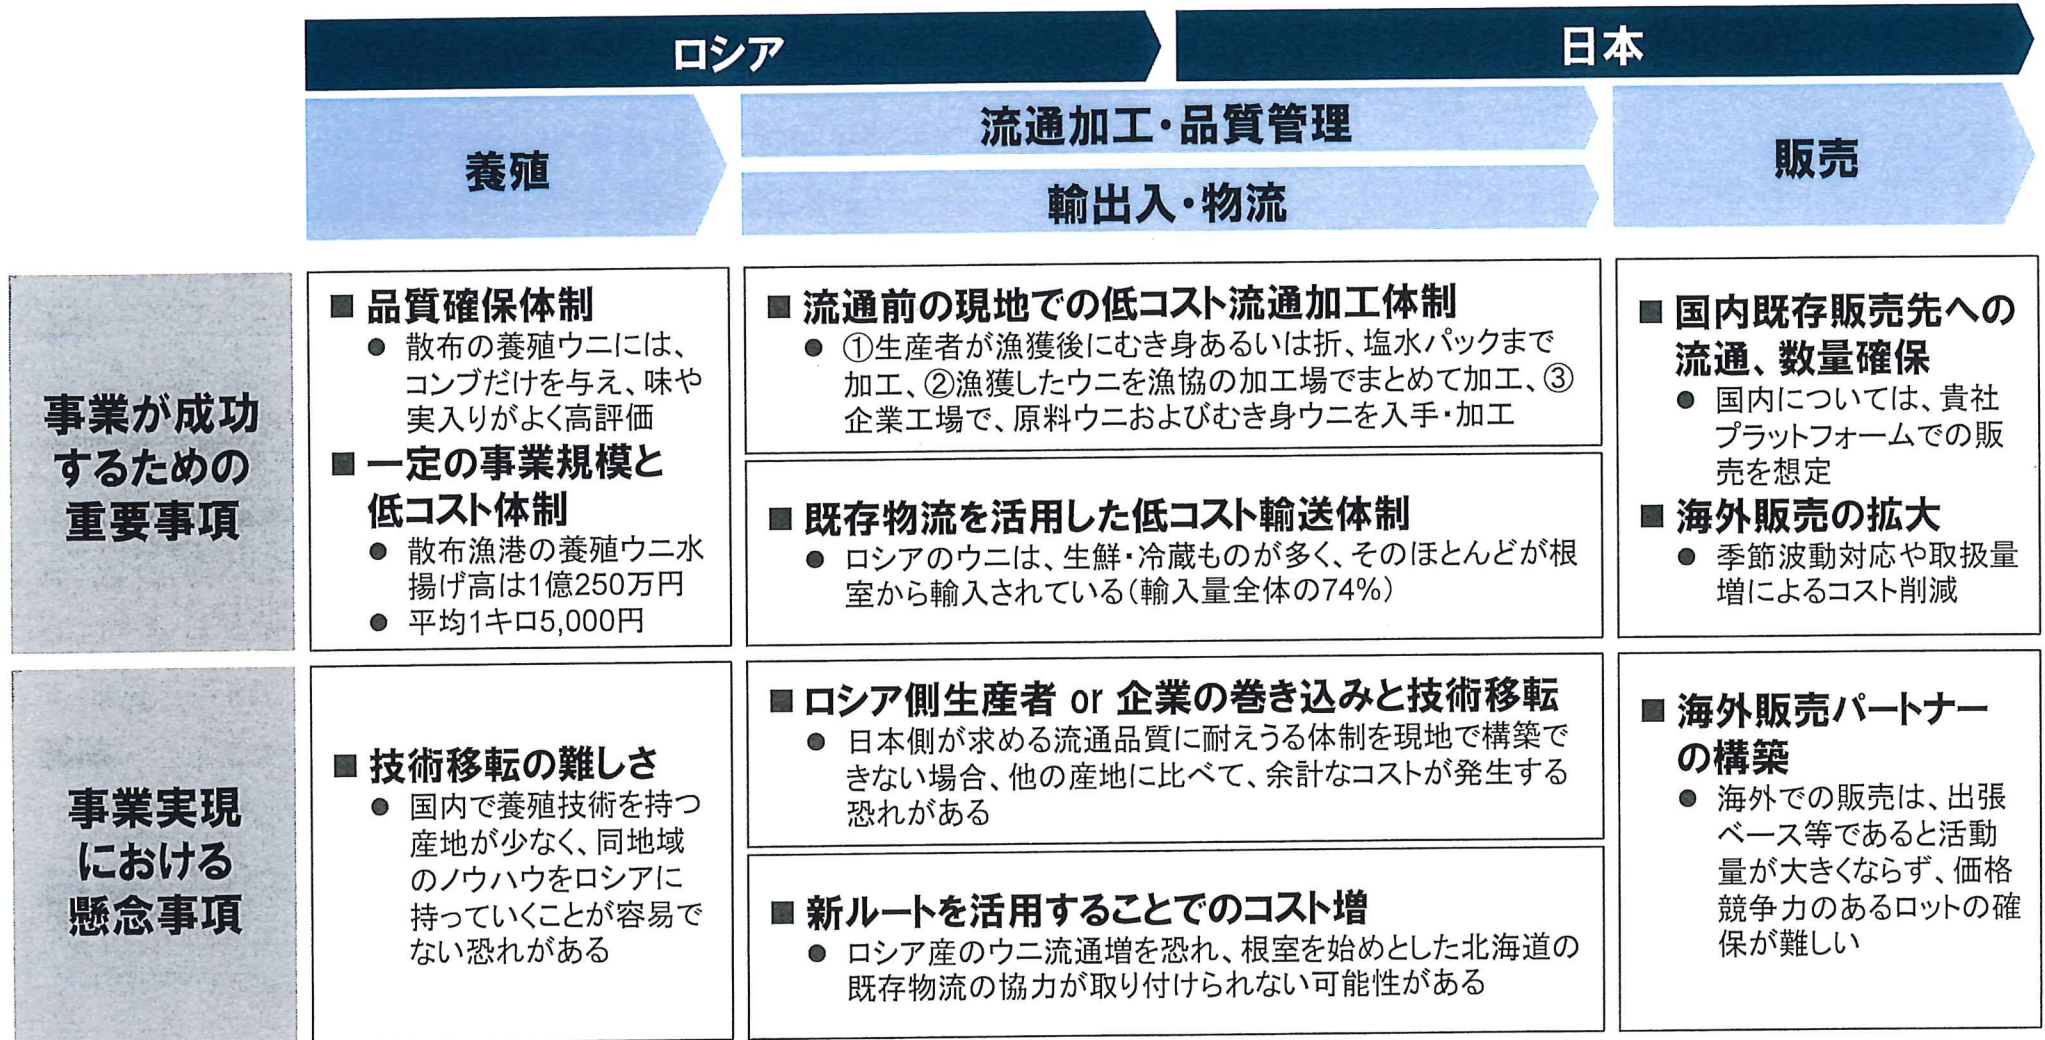 ロシア
日本
養殖
流通加工・品質管理
輸出入・物流
販売
事業が成功
するための
重要事項
■ 品質確保体制
● 散布の養殖ウニには、
コンブだけを与え、味や
実入りがよく高評価
■ 一定の事業規模と
低コスト体制
● 散布漁港の養殖ウニ水
揚げ高は1億250万円
● 平均1キロ5,000円
■ 流通前の現地での低コスト流通加工体制
● ①生産者が漁獲後にむき身あるいは折、塩水パックまで
加工、②漁獲したウニを漁協の加工場でまとめて加工、③
企業工場で、原料ウニおよびむき身ウニを入手・加工
■ 既存物流を活用した低コスト輸送体制
● ロシアのウニは、生鮮・冷蔵ものが多く、そのほとんどが根
室から輸入されている（輸入量全体の74%）
■ 国内既存販売先への
流通、数量確保
● 国内については、貴社
プラットフォームでの販
売を想定
■ 海外販売の拡大
● 季節波動対応や取扱量
増によるコスト削減
事業実現
における
懸念事項
■ 技術移転の難しさ
● 国内で養殖技術を持つ
産地が少なく、同地域
のノウハウをロシアに
持っていくことが容易で
ない恐れがある
■ ロシア側生産者 or 企業の巻き込みと技術移転
● 日本側が求める流通品質に耐えうる体制を現地で構築で
きない場合、他の産地に比べて、余計なコストが発生する
恐れがある
■ 新ルートを活用することでのコスト増
● ロシア産のウニ流通増を恐れ、根室を始めとした北海道の
既存物流の協力が取り付けられない可能性がある
■ 海外販売パートナー
の構築
● 海外での販売は、出張
ベース等であると活動
量が大きくならず、価格
競争力のあるロットの確
保が難しい